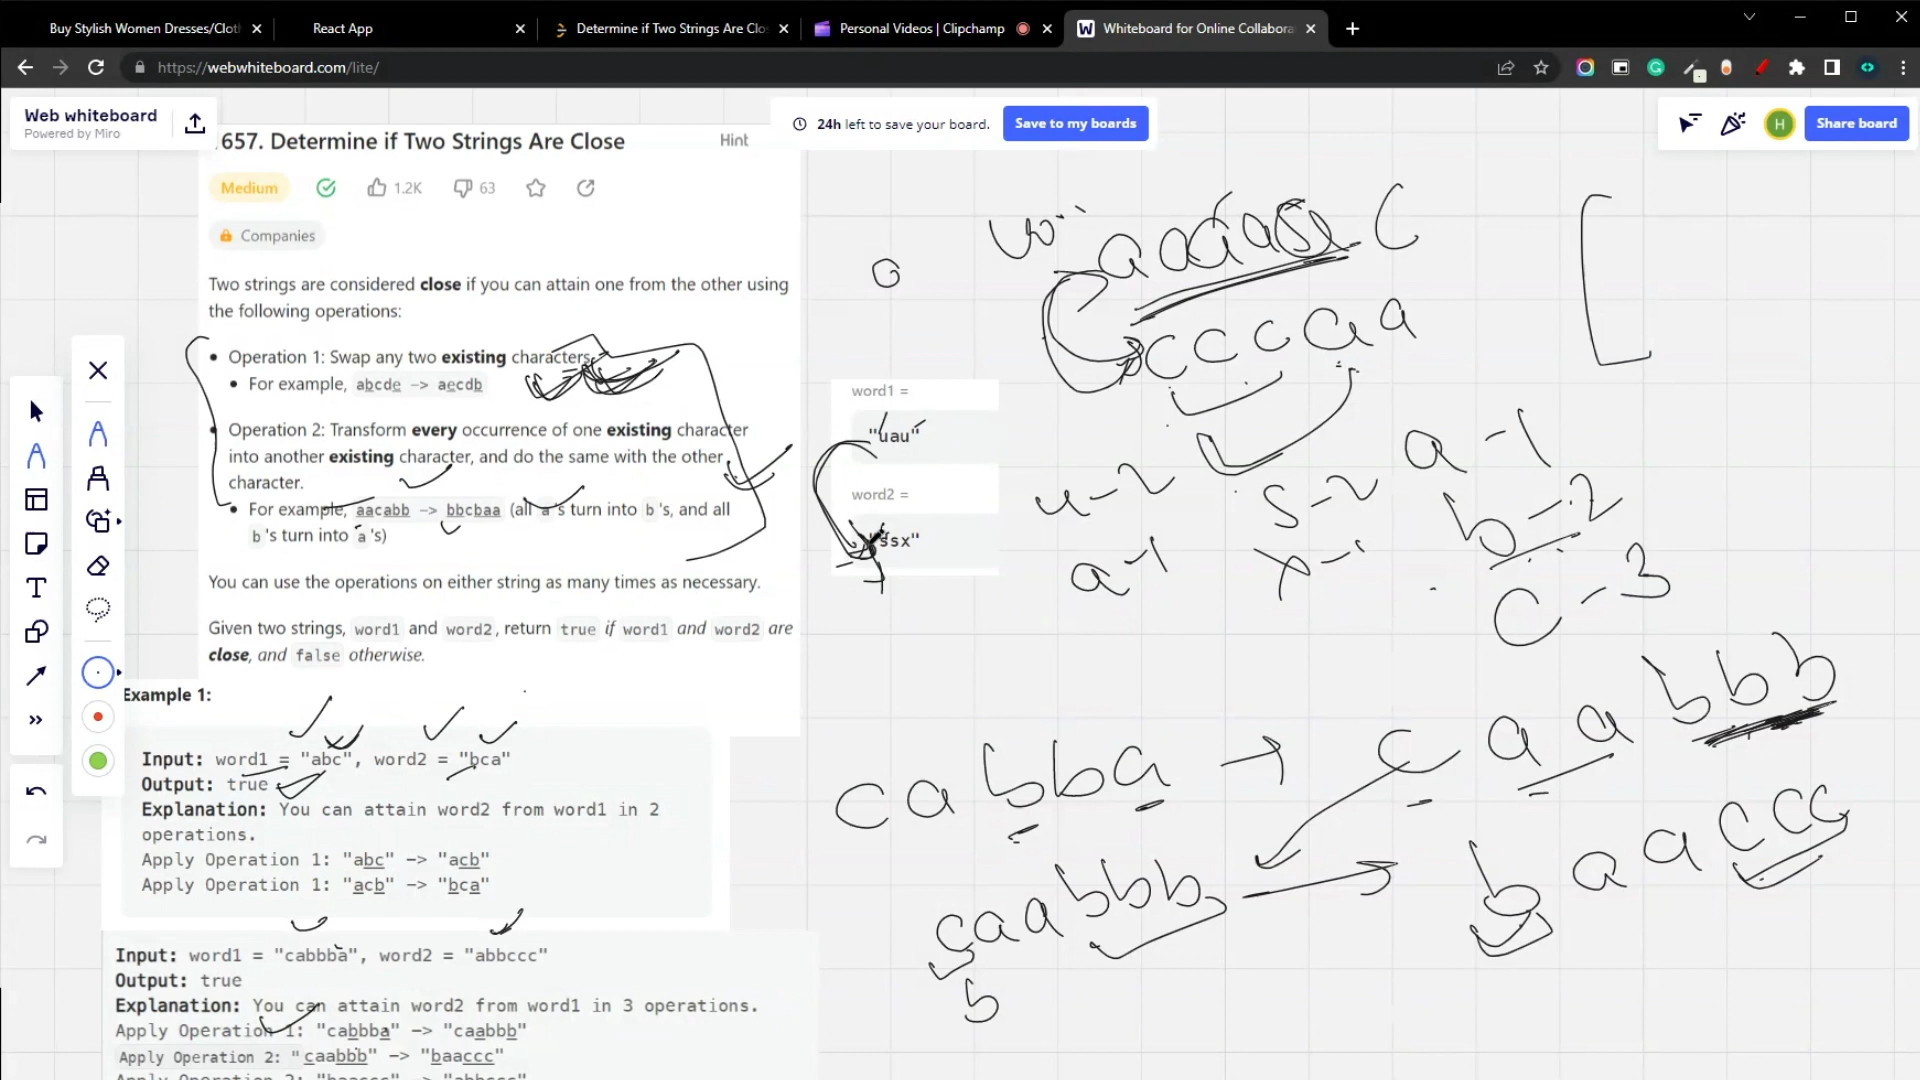 Buy Stylish Women Dresses/Clot
React App
Determine if Two Strings Are Clo
Personal Videos | Clipchamp
Whiteboard for Online Collabora
https://webwhiteboard.com/lite/
Web whiteboard
Powered by Miro
24h left to save your board.
Save to my boards
H
Share board
657. Determine if Two Strings Are Close
Hint
Medium
1.2K
63
Companies
Two strings are considered close if you can attain one from the other using
the following operations:
• Operation 1: Swap any two existing characters.
• For example, abcde -> aecdb
• Operation 2: Transform every occurrence of one existing character
into another existing character, and do the same with the other
character.
• For example, aacabb -> bbcbaa (all a's turn into b's, and all
b's turn into a's)
You can use the operations on either string as many times as necessary.
Given two strings, word1 and word2, return true if word1 and word2 are
close, and false otherwise.
Example 1:
Input: word1 = "abc", word2 = "bca"
Output: true
Explanation: You can attain word2 from word1 in 2
operations.
Apply Operation 1: "abc" -> "acb"
Apply Operation 1: "acb" -> "bca"
Input: word1 = "cabbba", word2 = "abbccc"
Output: true
Explanation: You can attain word2 from word1 in 3 operations.
Apply Operation 1: "cabbba" -> "caabbb"
Apply Operation 2: "caabbb" -> "baaccc"
word1 =
"uau"
word2 =
"ssx"
c c c a a
u-2 s-2 a-1
b-2
a-1 x-1
c-3
c a b b a → c a a b b b
c a a b b b → b a a c c c
b